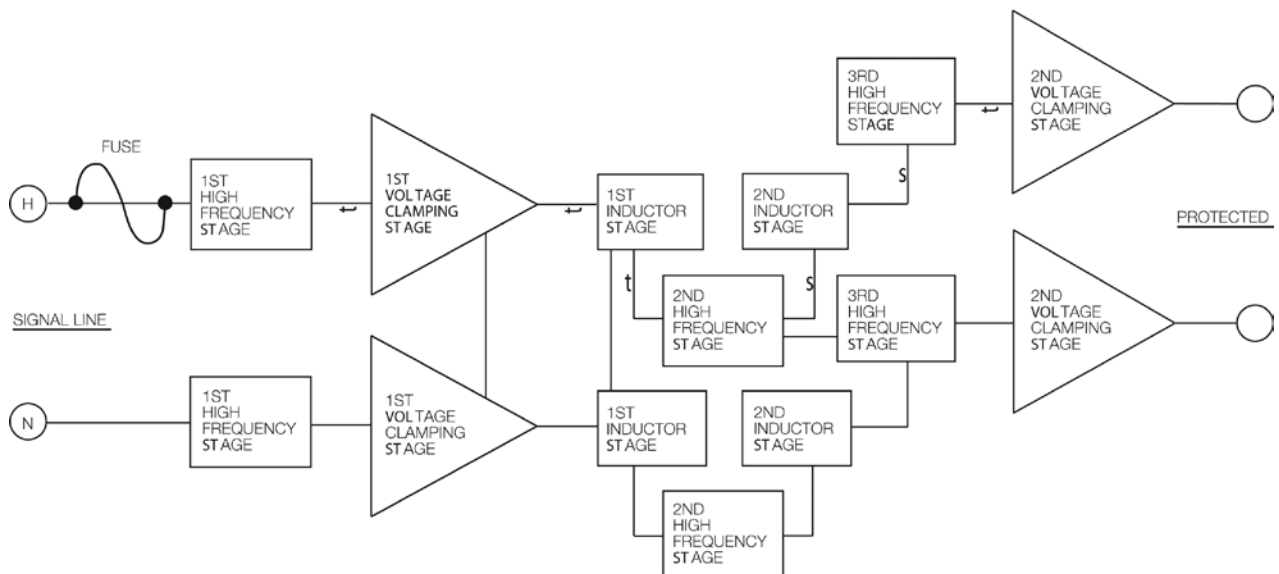 FUSE
H
1ST
HIGH
FREQUENCY
STAGE
t
1ST
VOLTAGE
CLAMPING
STAGE
t
1ST
INDUCTOR
STAGE
t
2ND
HIGH
FREQUENCY
STAGE
s
2ND
INDUCTOR
STAGE
s
3RD
HIGH
FREQUENCY
STAGE
t
2ND
VOLTAGE
CLAMPING
STAGE
PROTECTED
SIGNAL LINE
N
1ST
HIGH
FREQUENCY
STAGE
1ST
VOLTAGE
CLAMPING
STAGE
1ST
INDUCTOR
STAGE
2ND
HIGH
FREQUENCY
STAGE
2ND
INDUCTOR
STAGE
3RD
HIGH
FREQUENCY
STAGE
2ND
VOLTAGE
CLAMPING
STAGE